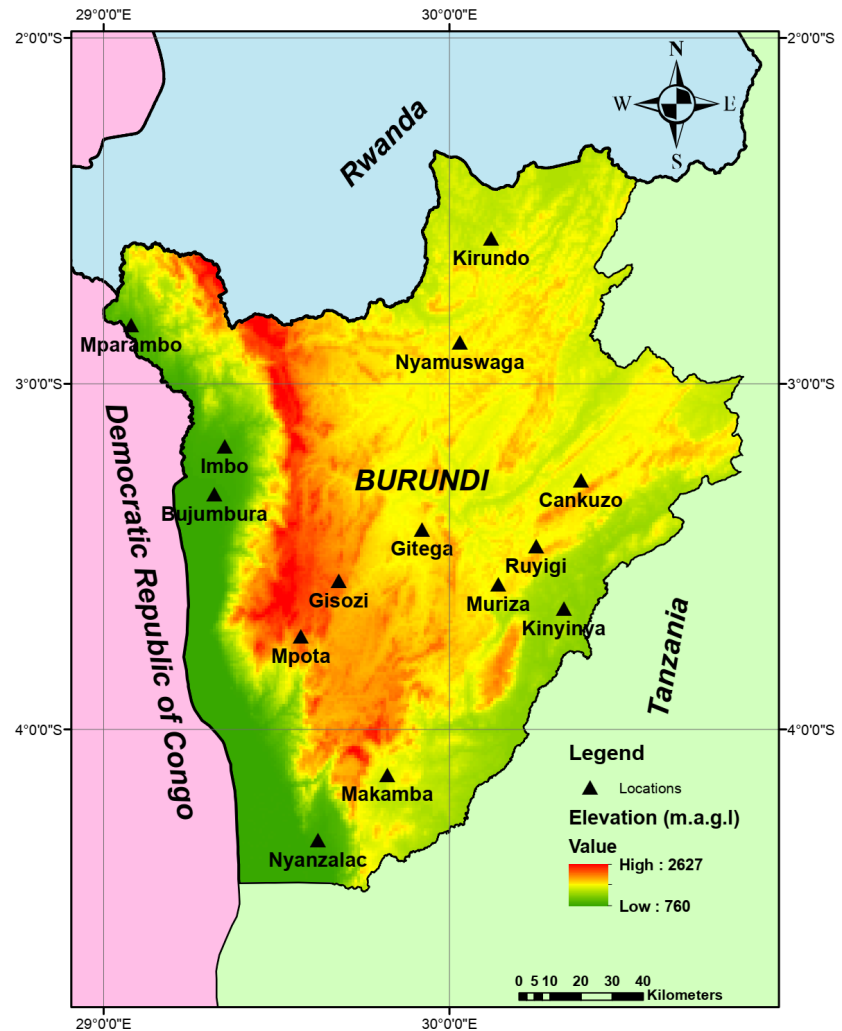 29°0'0"E
30°0'0"E
2°0'0"S
2°0'0"S
N
W
E
S
Rwanda
Kirundo
Mparambo
Nyamuswaga
3°0'0"S
3°0'0"S
Democratic Republic of Congo
Imbo
BURUNDI
Cankuzo
Bujumbura
Gitega
Ruyigi
Gisozi
Muriza
Kinyinya
Mpota
Tanzania
4°0'0"S
4°0'0"S
Makamba
Nyanzalac
Legend
Locations
Elevation (m.a.g.l)
Value
High : 2627
Low : 760
0 5 10 20 30 40
Kilometers
29°0'0"E
30°0'0"E